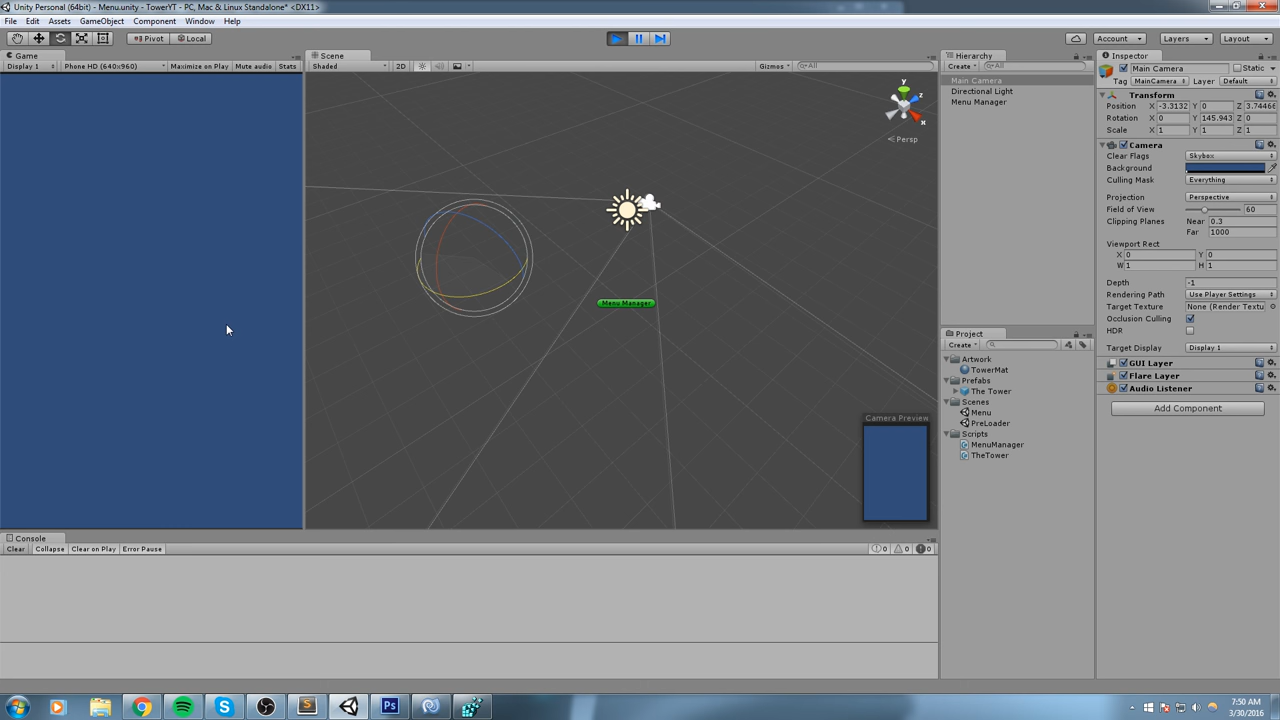 Unity Personal (64bit) - Menu.unity - TowerYT - PC, Mac & Linux Standalone* <DX11>
File Edit Assets GameObject Component Window Help
Pivot Local Account Layers Layout
Game
Display 1 Phone HD (640x960) Maximize on Play Mute audio Stats
Scene
Shaded 2D Gizmos All
y
z
x
Persp
Menu Manager
Camera Preview
Hierarchy
Create All
Main Camera
Directional Light
Menu Manager
Project
Create
Artwork
TowerMat
Prefabs
The Tower
Scenes
Menu
PreLoader
Scripts
MenuManager
TheTower
Inspector
Main Camera Static
Tag MainCamera Layer Default
Transform
Position X -3.3132 Y 0 Z 3.7446
Rotation X 0 Y 145.943 Z 0
Scale X 1 Y 1 Z 1
Camera
Clear Flags Skybox
Background
Culling Mask Everything
Projection Perspective
Field of View 60
Clipping Planes Near 0.3
Far 1000
Viewport Rect
X 0 Y 0
W 1 H 1
Depth -1
Rendering Path Use Player Settings
Target Texture None (Render Textu
Occlusion Culling
HDR
Target Display Display 1
GUI Layer
Flare Layer
Audio Listener
Add Component
Console
Clear Collapse Clear on Play Error Pause 0 0 0
7:50 AM
3/30/2016